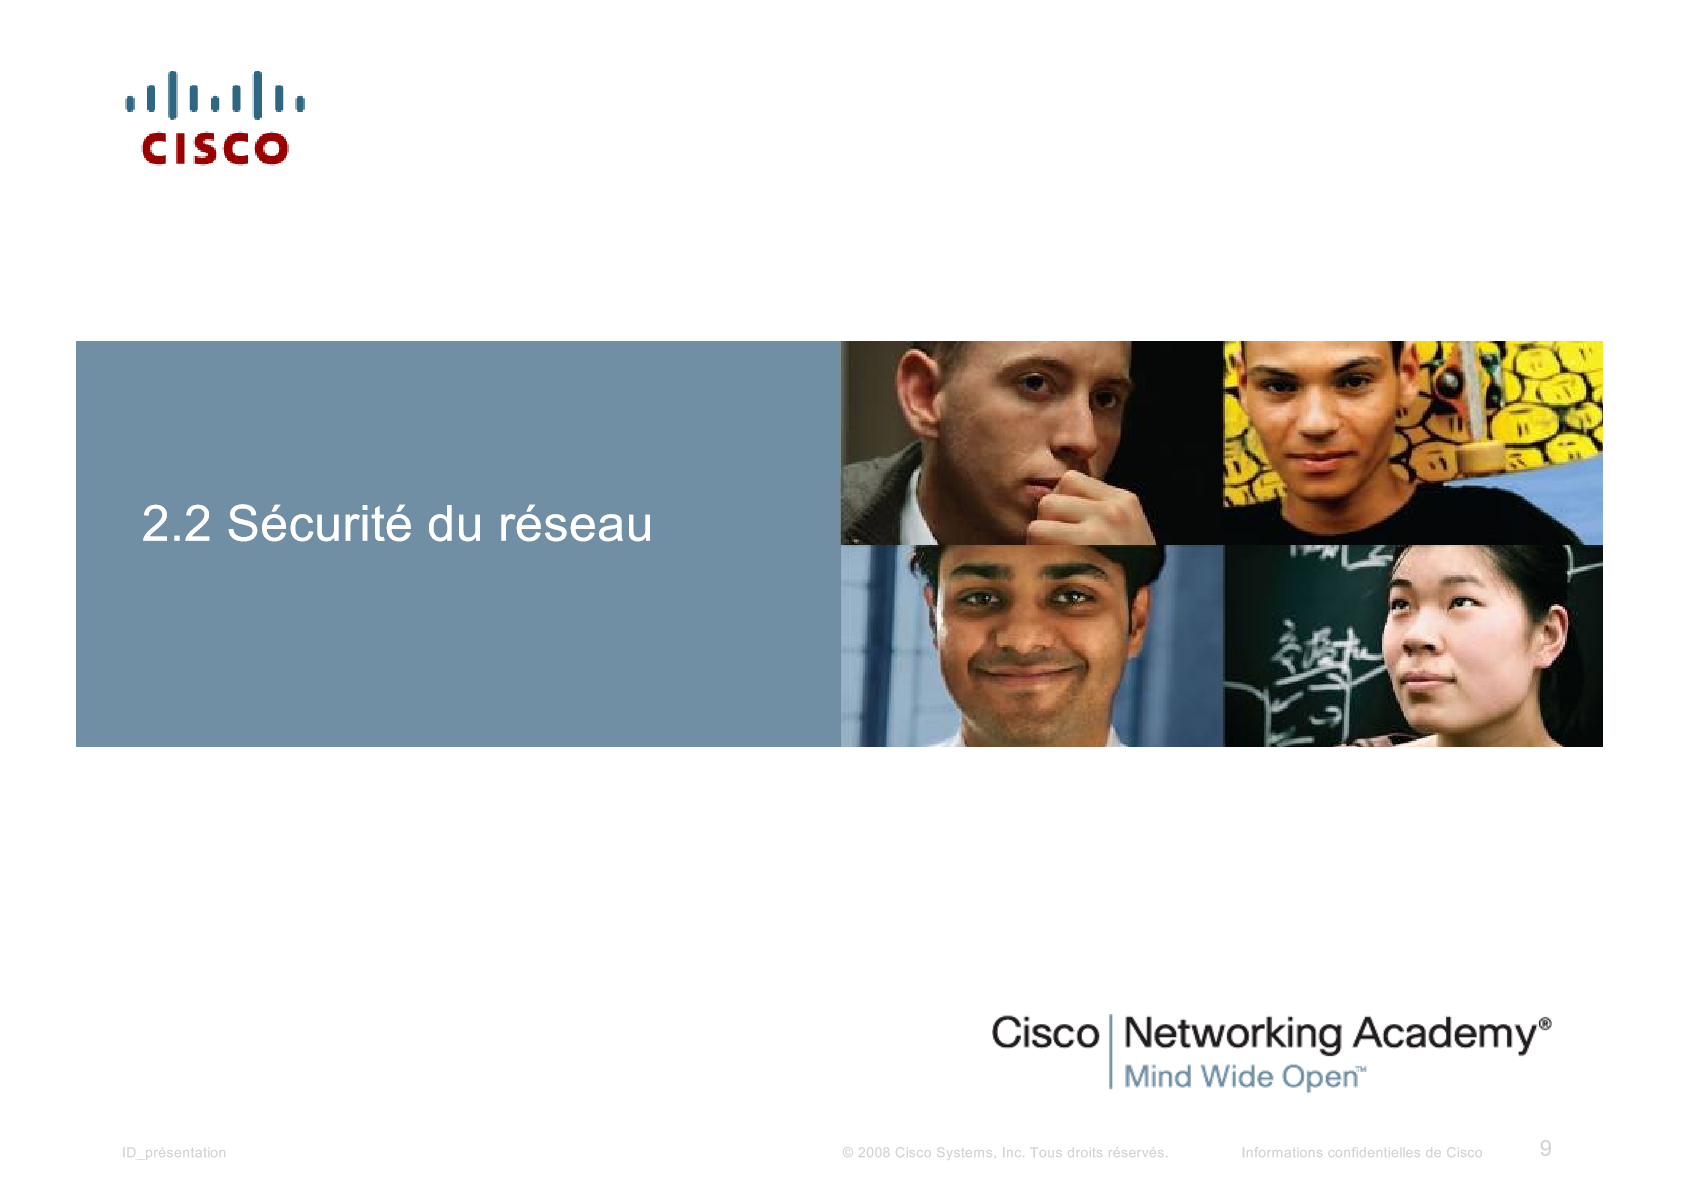 CISCO
2.2 Sécurité du réseau
Cisco Networking Academy®
Mind Wide Open™
ID_présentation © 2008 Cisco Systems, Inc. Tous droits réservés. Informations confidentielles de Cisco 9